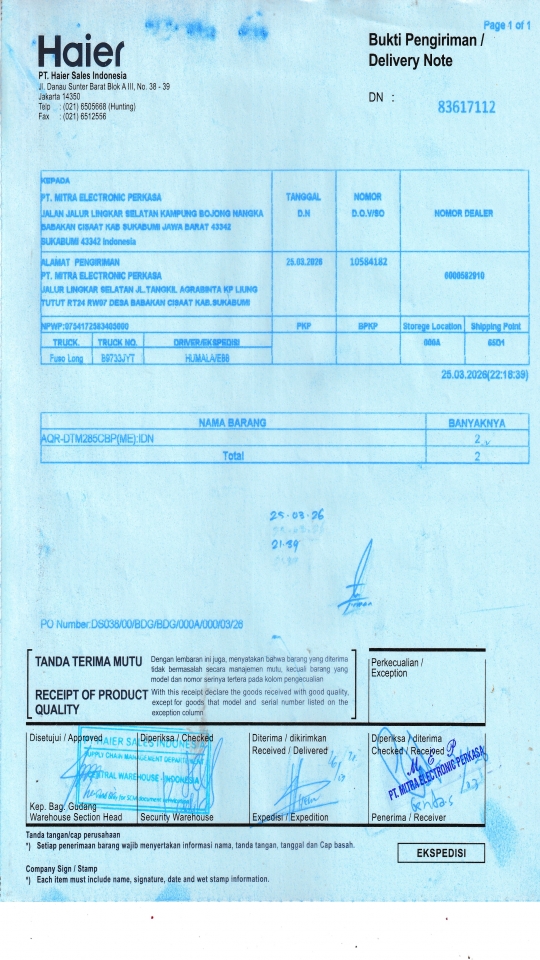 Page 1 of 1
Haier
Bukti Pengiriman /
Delivery Note
PT. Haier Sales Indonesia
Jl. Danau Sunter Barat Blok A III, No. 38 - 39
Jakarta 14350
Telp : (021) 6505668 (Hunting)
Fax : (021) 6512556
DN : 83617112
KEPADA
PT. MITRA ELECTRONIC PERKASA
JALAN JALUR LINGKAR SELATAN KAMPUNG BOJONG NANGKA
BABAKAN CISAAT KAB SUKABUMI JAWA BARAT 43342
SUKABUMI 43342 Indonesia
TANGGAL
D.N
NOMOR
D.O.V/SO
NOMOR DEALER
ALAMAT PENGIRIMAN
PT. MITRA ELECTRONIC PERKASA
JALUR LINGKAR SELATAN JL.TANGKIL AGRABINTA KP LIUNG
TUTUT RT24 RW07 DESA BABAKAN CISAAT KAB.SUKABUMI
25.03.2026
10584182
6000582910
NPWP:0734172583405000
PKP
BPKP
Storege Location
Shipping Point
TRUCK.
TRUCK NO.
DRIVER/EKSPEDISI
000A
65D1
Fuso Long
B9733JYT
HUMALA/EBB
25.03.2026(22:18:39)
NAMA BARANG
BANYAKNYA
AQR-DTM285CBP(ME):IDN
2
Total
2
25-03-26
21.39
PO Number:DS038/00/BDG/BDG/000A/000/03/26
TANDA TERIMA MUTU
Dengan lembaran ini juga, menyatakan bahwa barang yang diterima
tidak bermasalah secara manajemen mutu, kecuali barang yang
model dan nomor serinya tertera pada kolom pengecualian
RECEIPT OF PRODUCT
QUALITY
With this receipt declare the goods received with good quality,
except for goods that model and serial number listed on the
exception column
Perkecualian /
Exception
Disetujui / Approved
Diperiksa / Checked
Diterima / dikirimkan
Received / Delivered
Diperiksa / diterima
Checked / Received
HAIER SALES INDONESIA
SUPPLY CHAIN MANAGEMENT DEPARTMENT
CENTRAL WAREHOUSE - INDONESIA
M E P
PT. MITRA ELECTRONIC PERKASA
Kep. Bag. Gudang
Warehouse Section Head
Security Warehouse
Expedisi / Expedition
Penerima / Receiver
Tanda tangan/cap perusahaan
*) Setiap penerimaan barang wajib menyertakan informasi nama, tanda tangan, tanggal dan Cap basah.
EKSPEDISI
Company Sign / Stamp
*) Each item must include name, signature, date and wet stamp information.